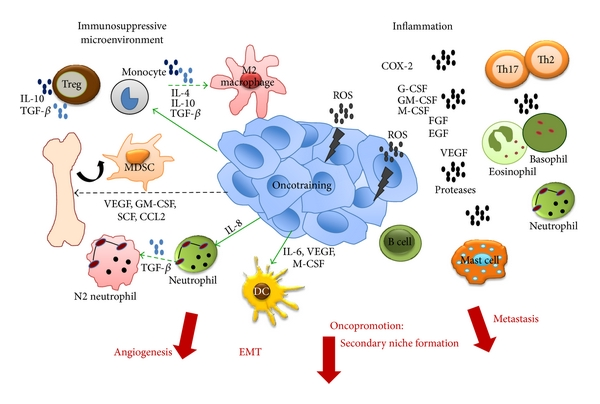 Immunosuppressive
microenvironment
Inflammation
Treg
IL-10
TGF-β
Monocyte
IL-4
IL-10
TGF-β
M2
macrophage
ROS
ROS
COX-2
G-CSF
GM-CSF
M-CSF
FGF
EGF
VEGF
Proteases
Th17
Th2
Eosinophil
Basophil
Neutrophil
Mast cell
MDSC
Oncotraining
VEGF, GM-CSF,
SCF, CCL2
IL-8
IL-6, VEGF,
M-CSF
B cell
N2 neutrophil
TGF-β
Neutrophil
DC
Angiogenesis
EMT
Oncopromotion:
Secondary niche formation
Metastasis